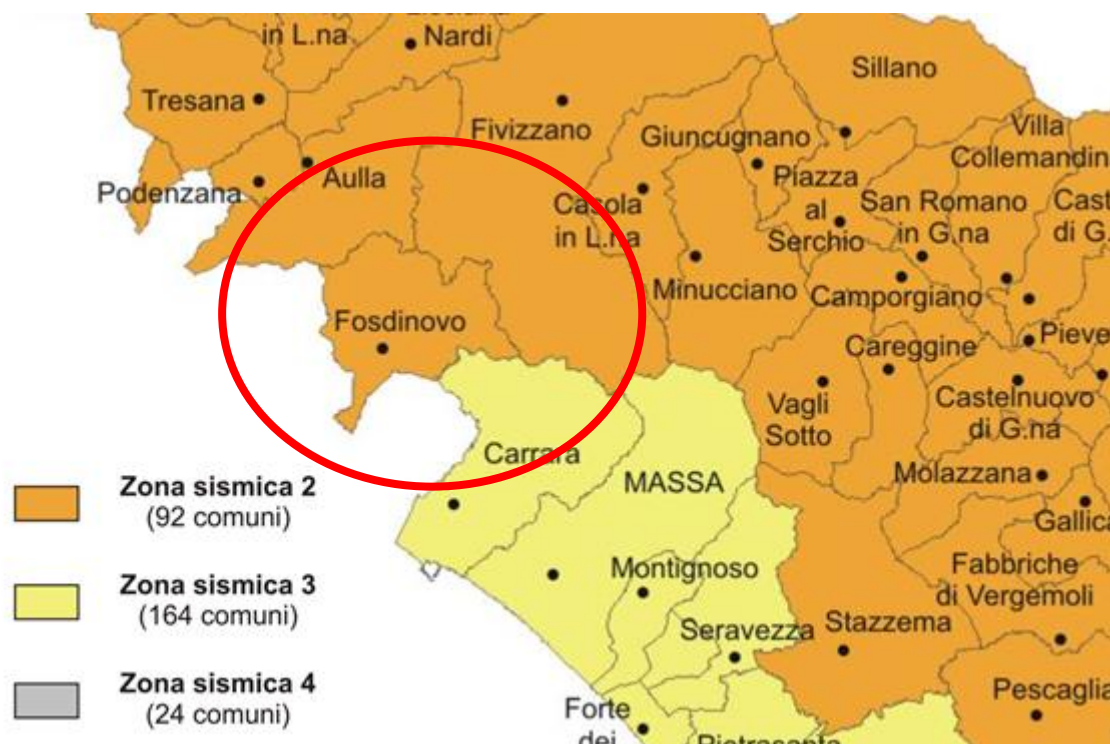 in L.na
Nardi
Sillano
Tresana
Fivizzano
Giuncugnano
Villa
Collemandin
Podenzana
Aulla
Piazza
al
Serchio
Casola
in L.na
San Romano
in G.na
Cast
di G.
Minucciano
Camporgiano
Fosdinovo
Careggine
Pieve
Vagli
Sotto
Castelnuovo
di G.na
Carrara
MASSA
Molazzana
Gallica
Zona sismica 2
(92 comuni)
Zona sismica 3
(164 comuni)
Montignoso
Fabbriche
di Vergemoli
Seravezza
Stazzema
Zona sismica 4
(24 comuni)
Pescaglia
Forte
dei
Pietrasanta